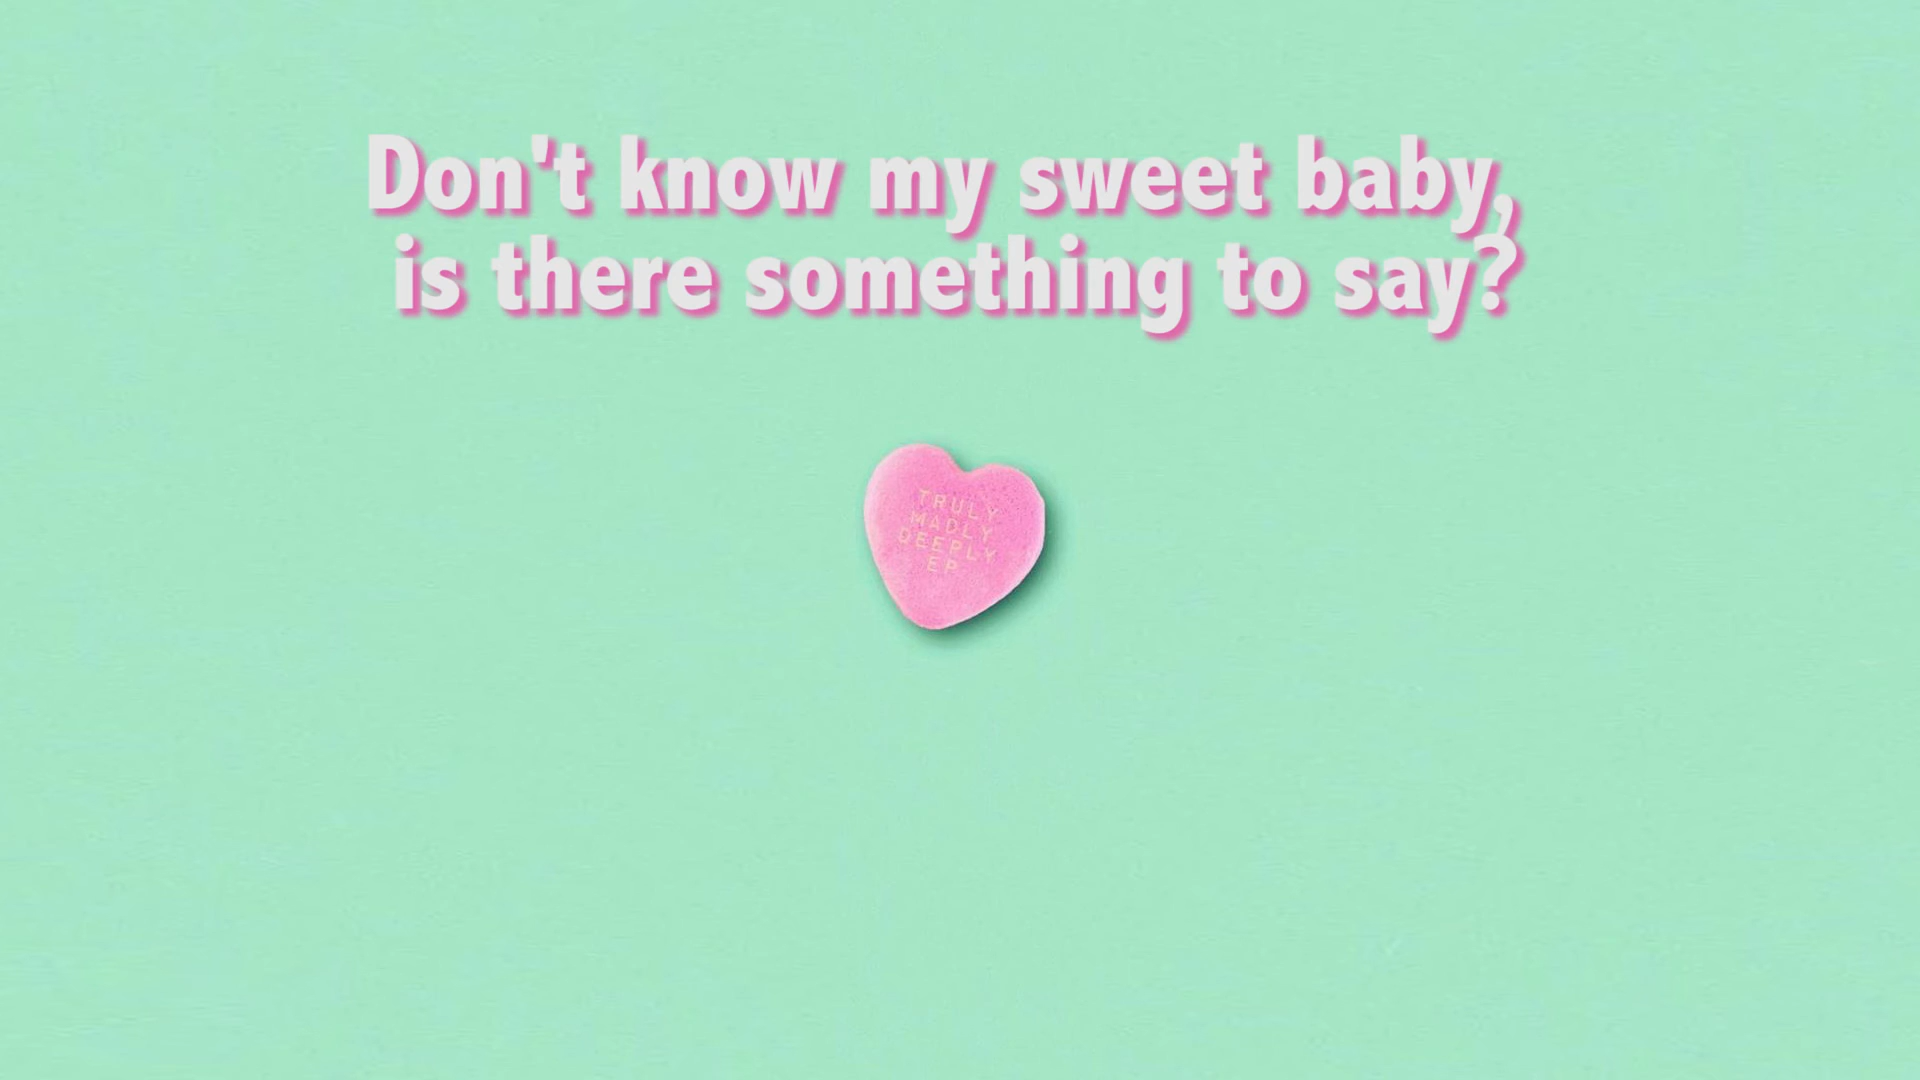 Don't know my sweet baby,
is there something to say?
TRULY
MADLY
DEEPLY
EP